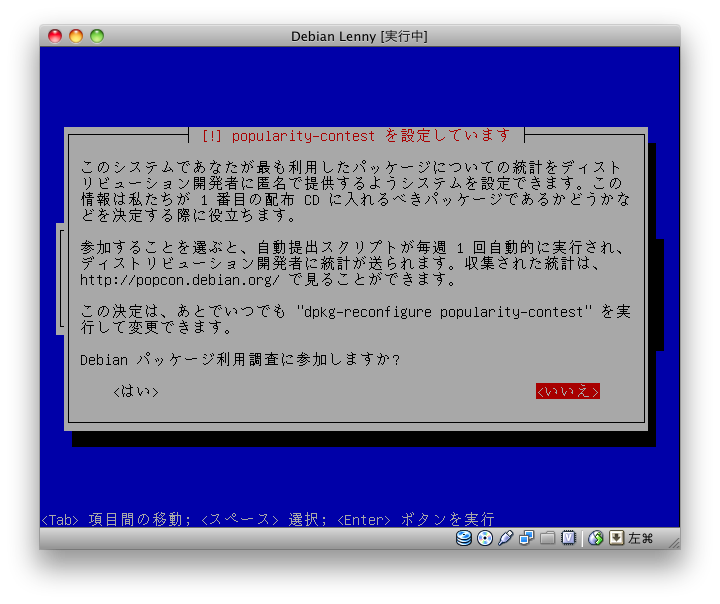 Debian Lenny [実行中]
[!] popularity-contest を設定しています
このシステムであなたが最も利用したパッケージについての統計をディスト
リビューション開発者に匿名で提供するようシステムを設定できます。この
情報は私たちが 1 番目の配布 CD に入れるべきパッケージであるかどうかな
どを決定する際に役立ちます。
参加することを選ぶと、自動提出スクリプトが毎週 1 回自動的に実行され、
ディストリビューション開発者に統計が送られます。収集された統計は、
http://popcon.debian.org/ で見ることができます。
この決定は、あとでいつでも "dpkg-reconfigure popularity-contest" を実
行して変更できます。
Debian パッケージ利用調査に参加しますか?
<はい> <いいえ>
<Tab> 項目間の移動; <スペース> 選択; <Enter> ボタンを実行
左⌘